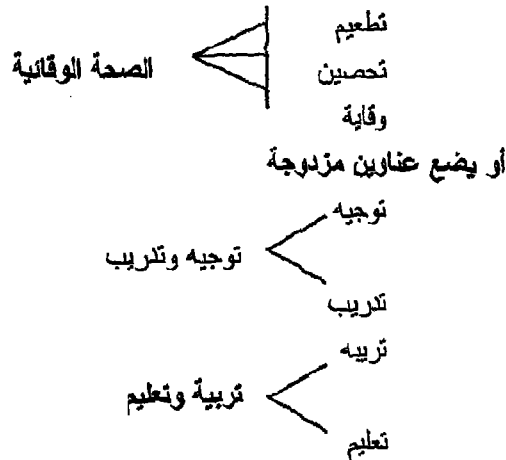 تطعيم
الصحة الوقائية
تحصين
وقاية
أو يضع عناوين مزدوجة
توجيه
توجيه وتدريب
تدريب
تربيه
تربية وتعليم
تعليم